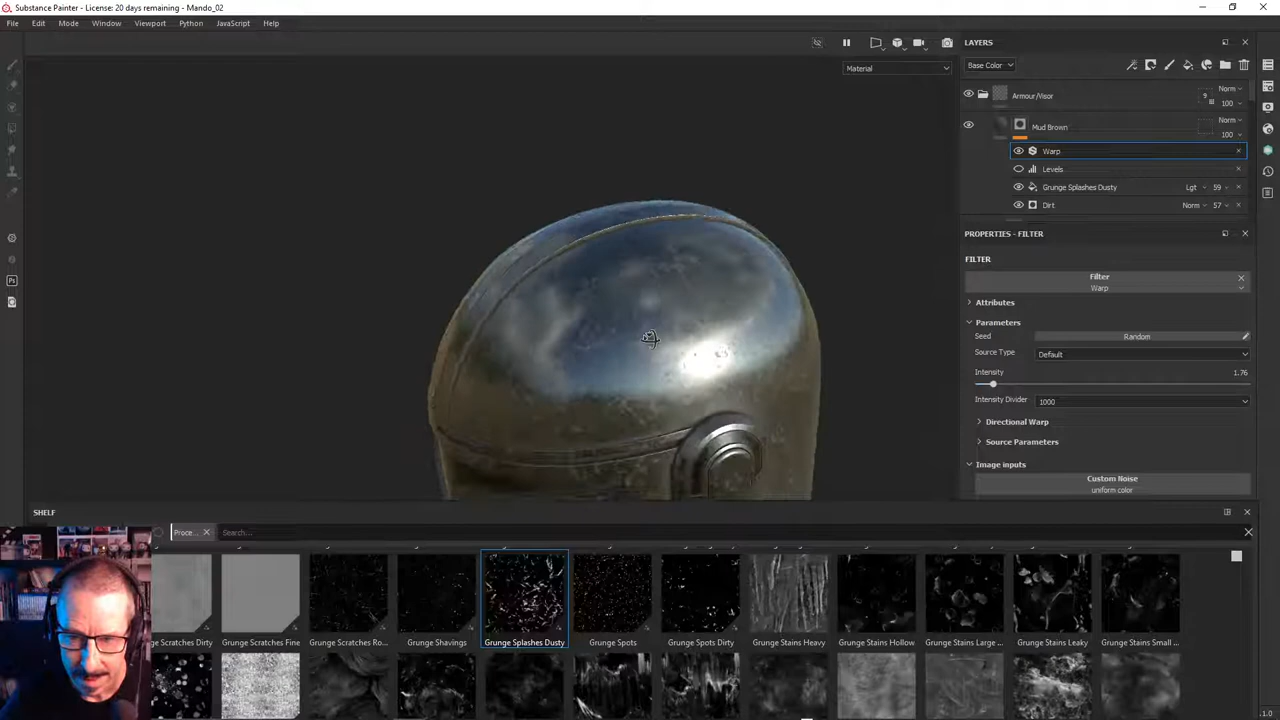 Substance Painter - License: 20 days remaining - Mando_02
File Edit Mode Window Viewport Python JavaScript Help
Material
LAYERS
Base Color
Armour/Visor
Norm
100
Mud Brown
Norm
100
Warp
Levels
Grunge Splashes Dusty Lgt 59
Dirt Norm 57
PROPERTIES - FILTER
FILTER
Filter
Warp
Attributes
Parameters
Seed Random
Source Type Default
Intensity 1.76
Intensity Divider 1000
Directional Warp
Source Parameters
Image inputs
Custom Noise
uniform color
SHELF
Proce... Search...
Grunge Scratches Dirty Grunge Scratches Fine Grunge Scratches Ro... Grunge Shavings Grunge Splashes Dusty Grunge Spots Grunge Spots Dirty Grunge Stains Heavy Grunge Stains Hollow Grunge Stains Large ... Grunge Stains Leaky Grunge Stains Small ...